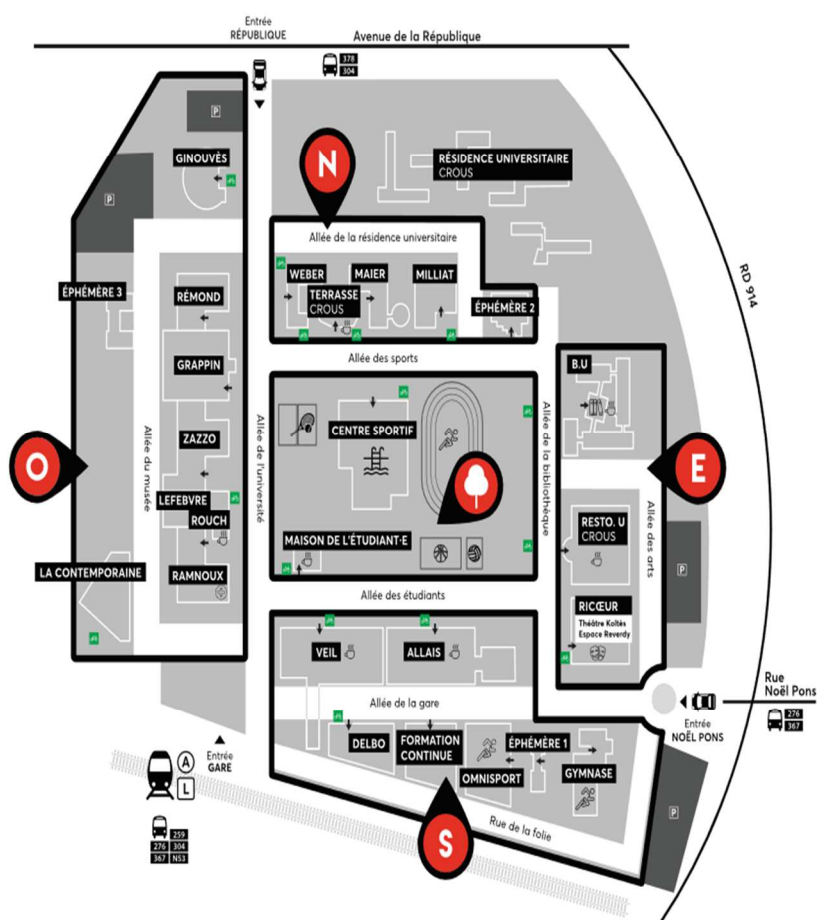 Entrée
RÉPUBLIQUE
Avenue de la République
378
304
P
GINOUVÈS
P
N
RÉSIDENCE UNIVERSITAIRE
CROUS
Allée de la résidence universitaire
WEBER
MAIER
MILLIAT
TERRASSE
CROUS
ÉPHÉMÈRE 2
ÉPHÉMÈRE 3
RÉMOND
RD 914
Allée des sports
GRAPPIN
B.U
ZAZZO
CENTRE SPORTIF
Allée du musée
Allée de l'université
Allée de la bibliothèque
O
E
LEFEBVRE
ROUCH
RESTO. U
CROUS
Allée des arts
MAISON DE L'ÉTUDIANT·E
LA CONTEMPORAINE
RAMNOUX
P
Allée des étudiants
RICŒUR
Théâtre Koltès
Espace Reverdy
VEIL
ALLAIS
Rue
Noël Pons
Allée de la gare
Entrée
NOËL PONS
276
367
DELBO
FORMATION
CONTINUE
ÉPHÉMÈRE 1
OMNISPORT
GYMNASE
Entrée
GARE
A
L
P
Rue de la folie
S
259
276 304
367 N53